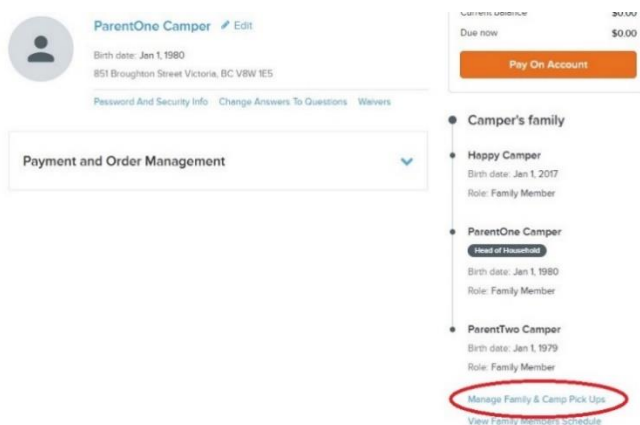 ParentOne Camper Edit
Birth date: Jan 1, 1980
851 Broughton Street Victoria, BC V8W 1E5
Password And Security Info Change Answers To Questions Waivers
Payment and Order Management
Current balance $0.00
Due now $0.00
Pay On Account
Camper's family
Happy Camper
Birth date: Jan 1, 2017
Role: Family Member
ParentOne Camper
Head of Household
Birth date: Jan 1, 1980
Role: Family Member
ParentTwo Camper
Birth date: Jan 1, 1979
Role: Family Member
Manage Family & Camp Pick Ups
View Family Members Schedule